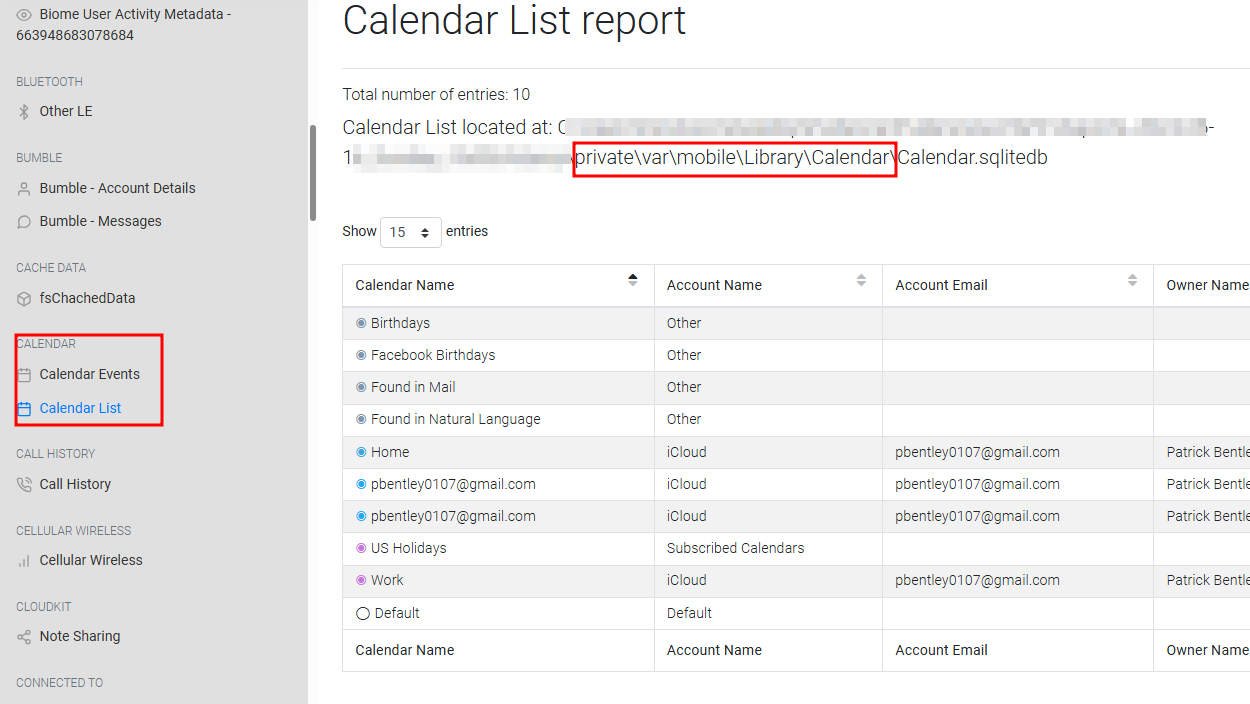 Biome User Activity Metadata -
663948683078684
BLUETOOTH
Other LE
BUMBLE
Bumble - Account Details
Bumble - Messages
CACHE DATA
fsChachedData
CALENDAR
Calendar Events
Calendar List
CALL HISTORY
Call History
CELLULAR WIRELESS
Cellular Wireless
CLOUDKIT
Note Sharing
CONNECTED TO
Calendar List report
Total number of entries: 10
Calendar List located at:
private\var\mobile\Library\Calendar\Calendar.sqlitedb
Show 15 entries
Calendar Name Account Name Account Email Owner Name
Birthdays Other
Facebook Birthdays Other
Found in Mail Other
Found in Natural Language Other
Home iCloud pbentley0107@gmail.com Patrick Bentle
pbentley0107@gmail.com iCloud pbentley0107@gmail.com Patrick Bentle
pbentley0107@gmail.com iCloud pbentley0107@gmail.com Patrick Bentle
US Holidays Subscribed Calendars
Work iCloud pbentley0107@gmail.com Patrick Bentle
Default Default
Calendar Name Account Name Account Email Owner Name